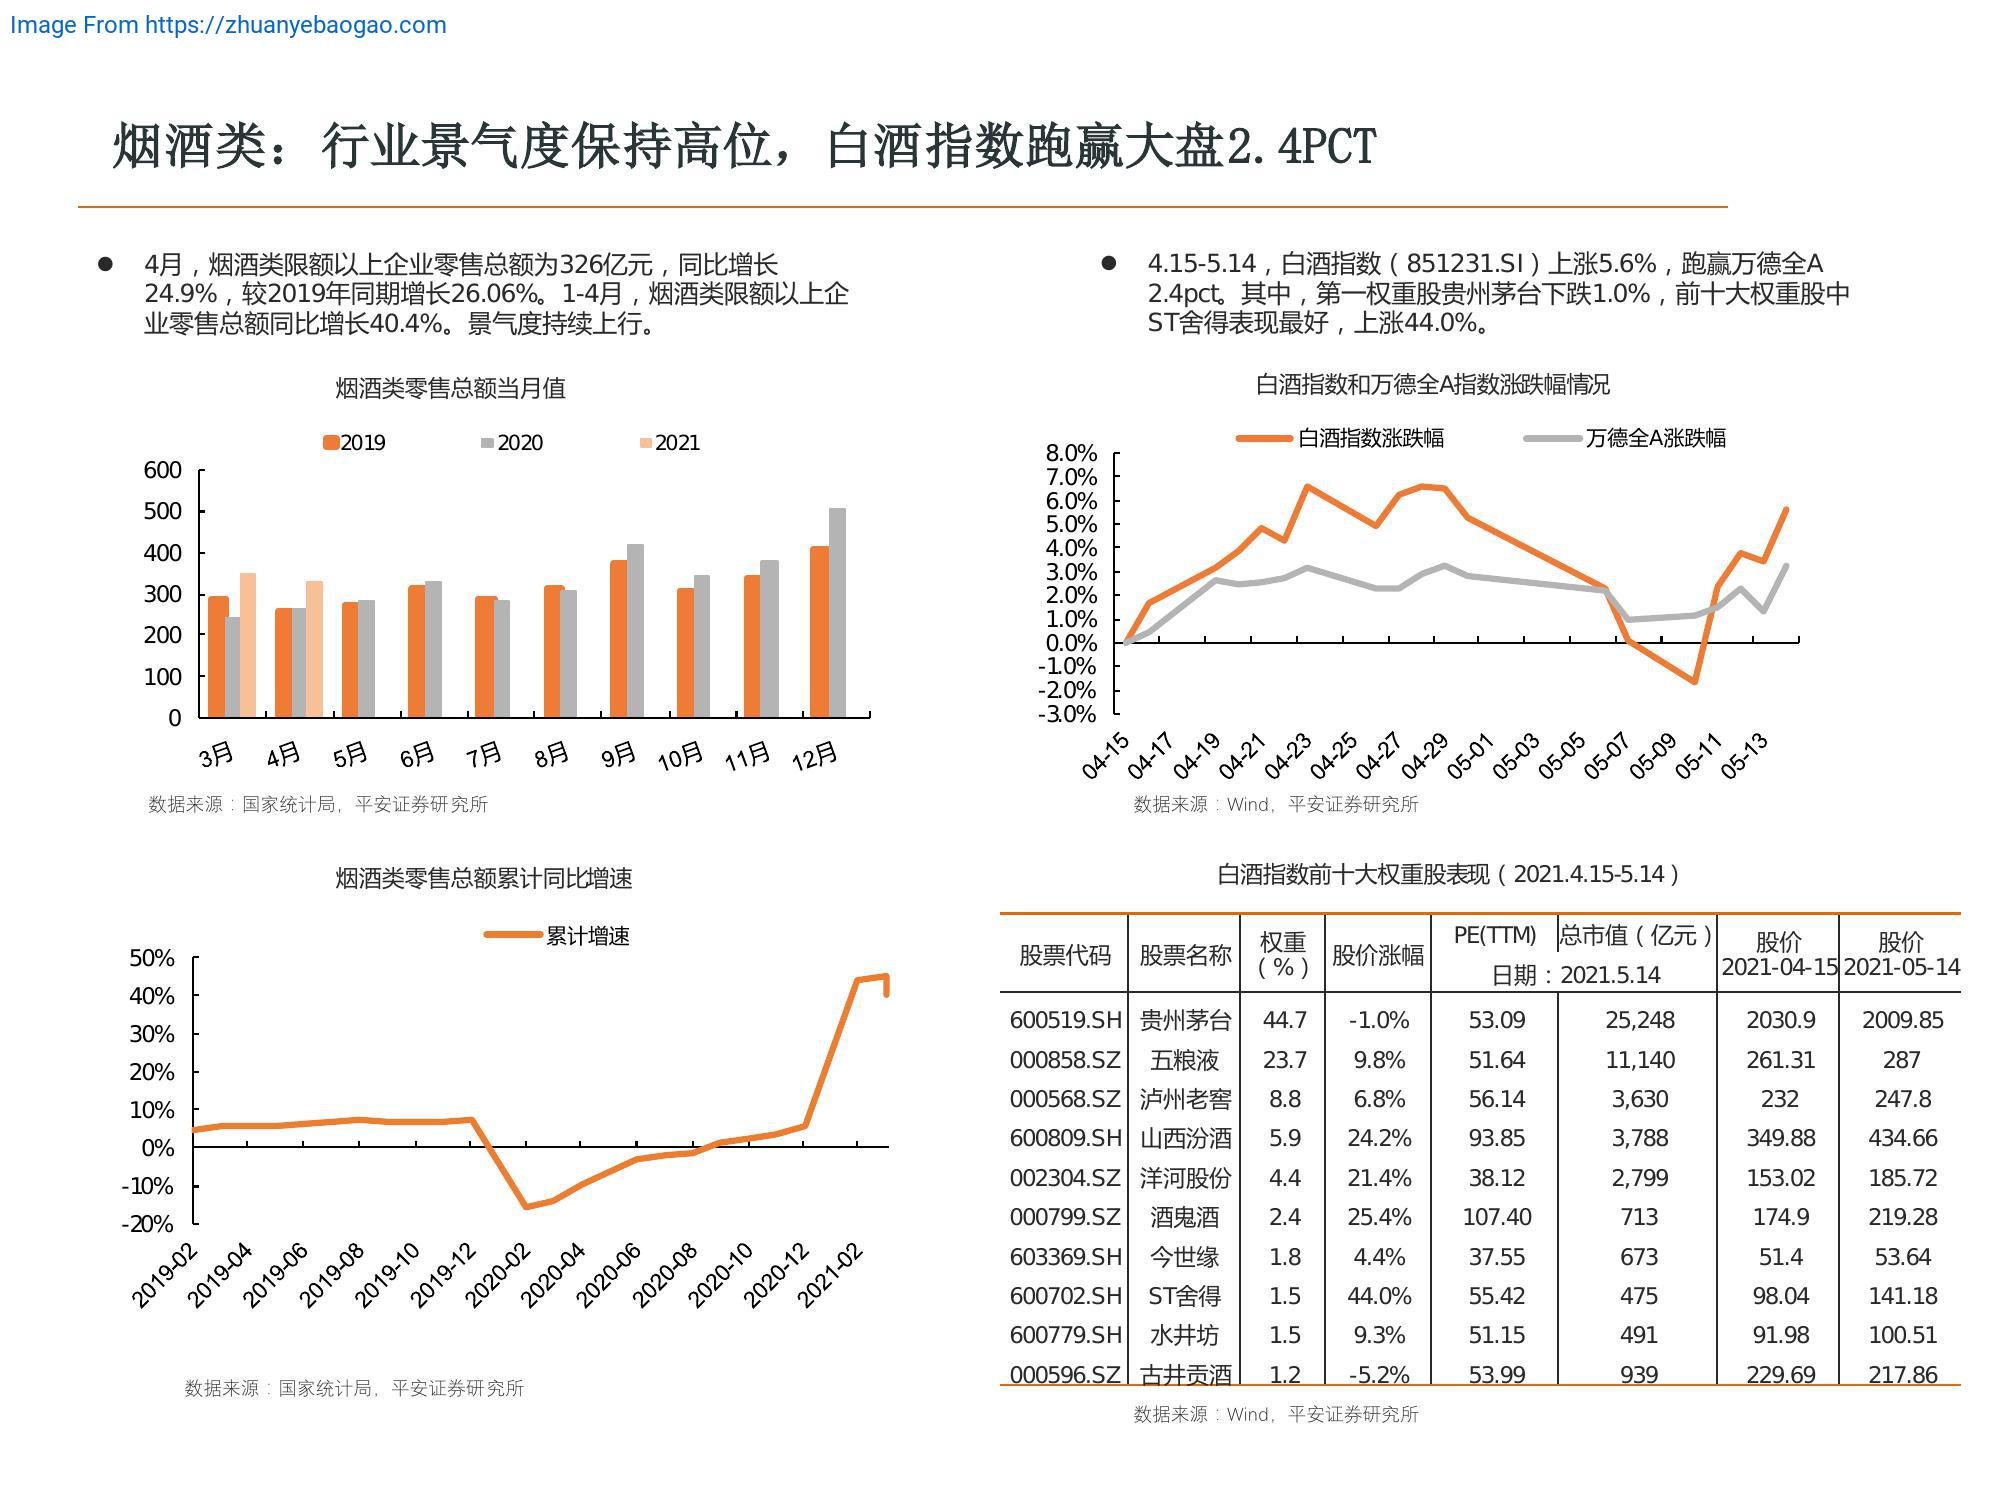 Image From https://zhuanyebaogao.com
烟酒类：行业景气度保持高位，白酒指数跑赢大盘2.4PCT
● 4月，烟酒类限额以上企业零售总额为326亿元，同比增长
24.9%，较2019年同期增长26.06%。1-4月，烟酒类限额以上企
业零售总额同比增长40.4%。景气度持续上行。
烟酒类零售总额当月值
2019 2020 2021
600
500
400
300
200
100
0
3月 4月 5月 6月 7月 8月 9月 10月 11月 12月
数据来源：国家统计局，平安证券研究所
● 4.15-5.14，白酒指数（851231.SI）上涨5.6%，跑赢万德全A
2.4pct。其中，第一权重股贵州茅台下跌1.0%，前十大权重股中
ST舍得表现最好，上涨44.0%。
白酒指数和万德全A指数涨跌幅情况
白酒指数涨跌幅 万德全A涨跌幅
8.0%
7.0%
6.0%
5.0%
4.0%
3.0%
2.0%
1.0%
0.0%
-1.0%
-2.0%
-3.0%
04-15 04-17 04-19 04-21 04-23 04-25 04-27 04-29 05-01 05-03 05-05 05-07 05-09 05-11 05-13
数据来源：Wind，平安证券研究所
烟酒类零售总额累计同比增速
累计增速
50%
40%
30%
20%
10%
0%
-10%
-20%
2019-02 2019-04 2019-06 2019-08 2019-10 2019-12 2020-02 2020-04 2020-06 2020-08 2020-10 2020-12 2021-02
数据来源：国家统计局，平安证券研究所
白酒指数前十大权重股表现（2021.4.15-5.14）
股票代码 股票名称 权重（%） 股价涨幅 PE(TTM) 总市值（亿元） 股价 2021-04-15 股价 2021-05-14
日期：2021.5.14
600519.SH 贵州茅台 44.7 -1.0% 53.09 25,248 2030.9 2009.85
000858.SZ 五粮液 23.7 9.8% 51.64 11,140 261.31 287
000568.SZ 泸州老窖 8.8 6.8% 56.14 3,630 232 247.8
600809.SH 山西汾酒 5.9 24.2% 93.85 3,788 349.88 434.66
002304.SZ 洋河股份 4.4 21.4% 38.12 2,799 153.02 185.72
000799.SZ 酒鬼酒 2.4 25.4% 107.40 713 174.9 219.28
603369.SH 今世缘 1.8 4.4% 37.55 673 51.4 53.64
600702.SH ST舍得 1.5 44.0% 55.42 475 98.04 141.18
600779.SH 水井坊 1.5 9.3% 51.15 491 91.98 100.51
000596.SZ 古井贡酒 1.2 -5.2% 53.99 939 229.69 217.86
数据来源：Wind，平安证券研究所